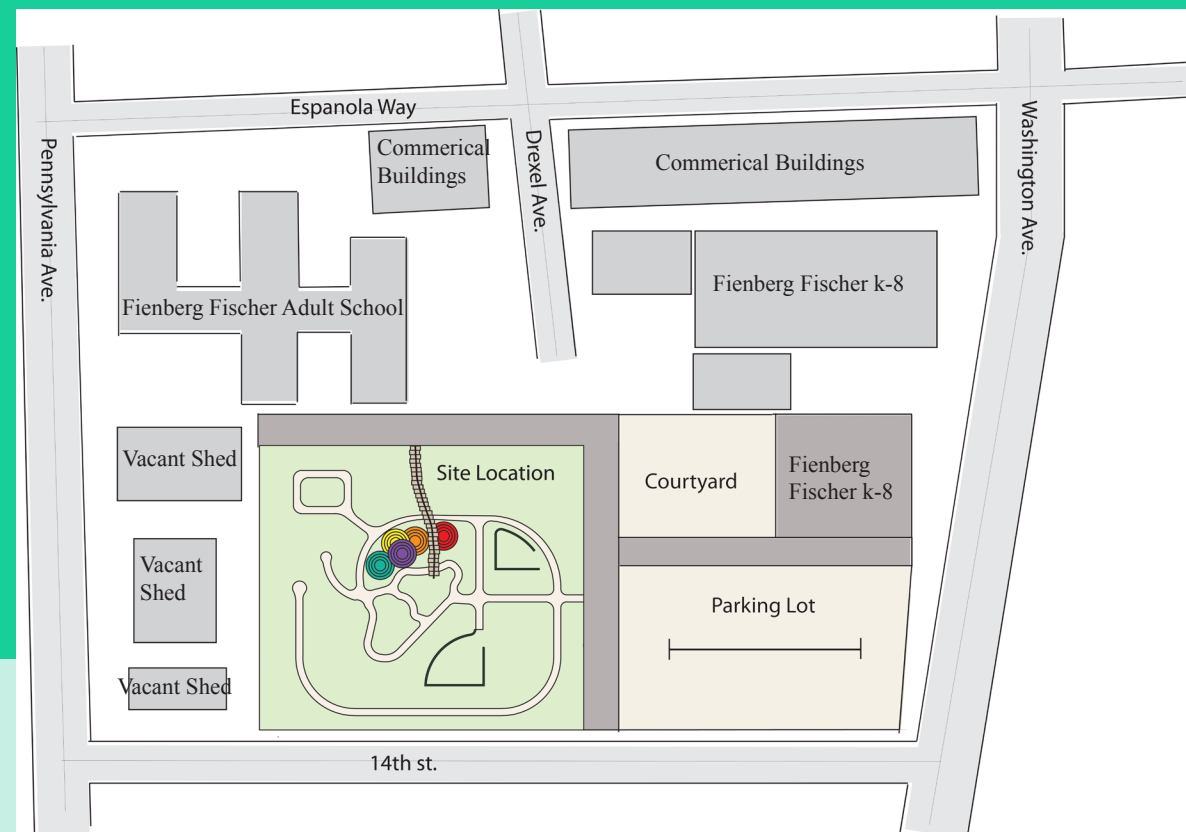 Espanola Way
Pennsylvania Ave.
Commerical
Buildings
Drexel Ave.
Commerical Buildings
Washington Ave.
Fienberg Fischer Adult School
Fienberg Fischer k-8
Vacant Shed
Site Location
Courtyard
Fienberg
Fischer k-8
Vacant
Shed
Parking Lot
Vacant Shed
14th st.